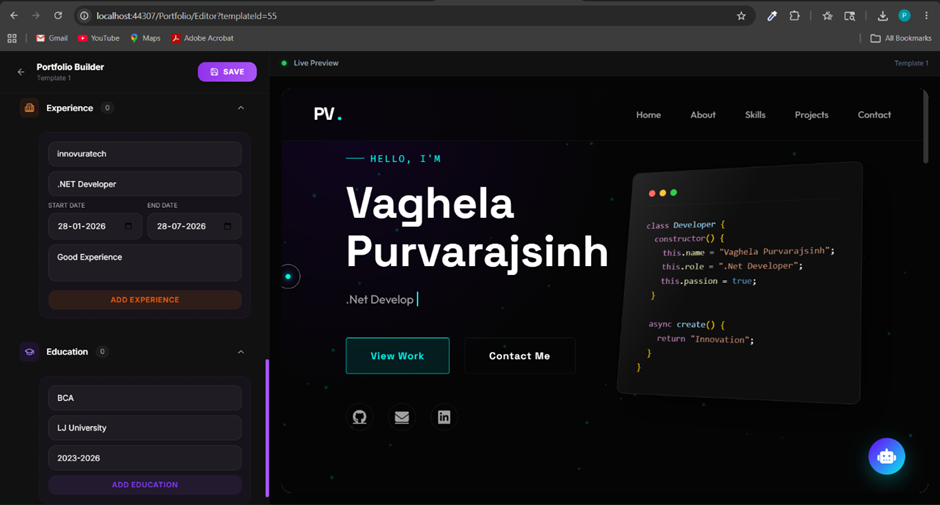 localhost:44307/Portfolio/Editor?templateId=55
P
Gmail
YouTube
Maps
Adobe Acrobat
All Bookmarks
Portfolio Builder
Template 1
SAVE
Live Preview
Template 1
Experience 0
innovuratech
.NET Developer
START DATE
END DATE
28-01-2026
28-07-2026
Good Experience
ADD EXPERIENCE
Education 0
BCA
LJ University
2023-2026
ADD EDUCATION
PV.
Home
About
Skills
Projects
Contact
HELLO, I'M
Vaghela
Purvarajsinh
.Net Develop
View Work
Contact Me
in
class Developer {
constructor() {
this.name = "Vaghela Purvarajsinh";
this.role = ".Net Developer";
this.passion = true;
}
async create() {
return "Innovation";
}
}